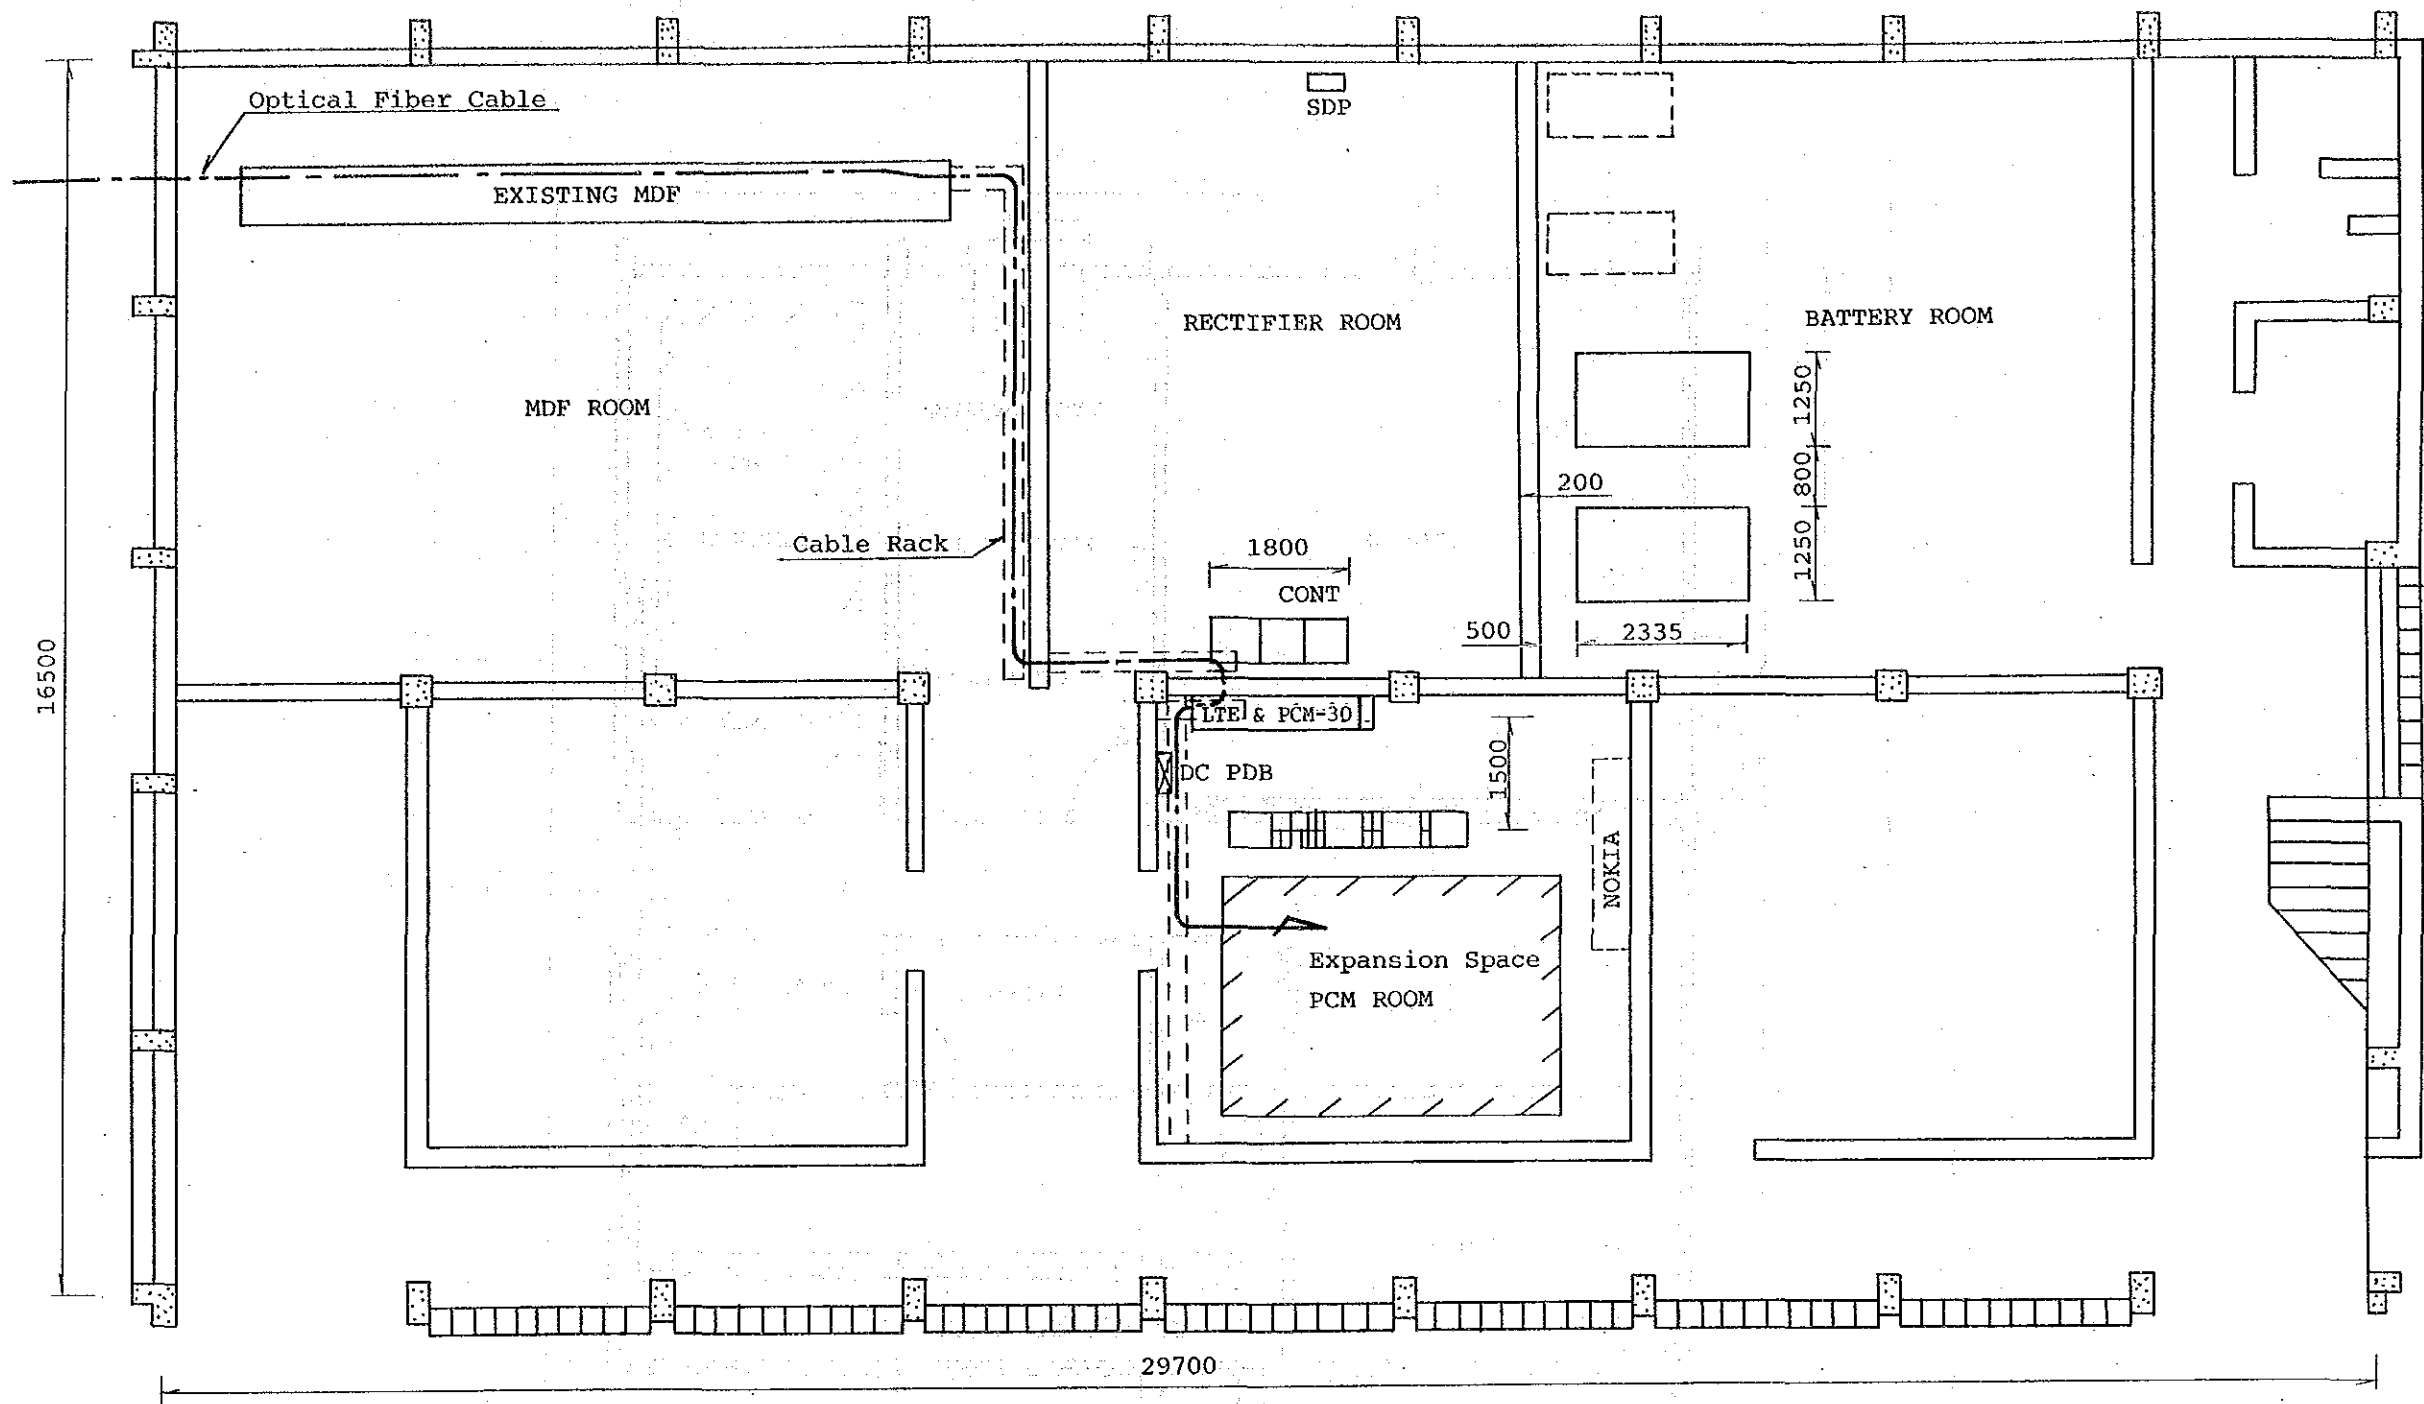 Optical Fiber Cable
SDP
EXISTING MDF
RECTIFIER ROOM
BATTERY ROOM
MDF ROOM
1250
800
1250
200
Cable Rack
1800
CONT
500
2335
16500
LTE & PCM-30
DC PDB
1500
NOKIA
Expansion Space
PCM ROOM
29700